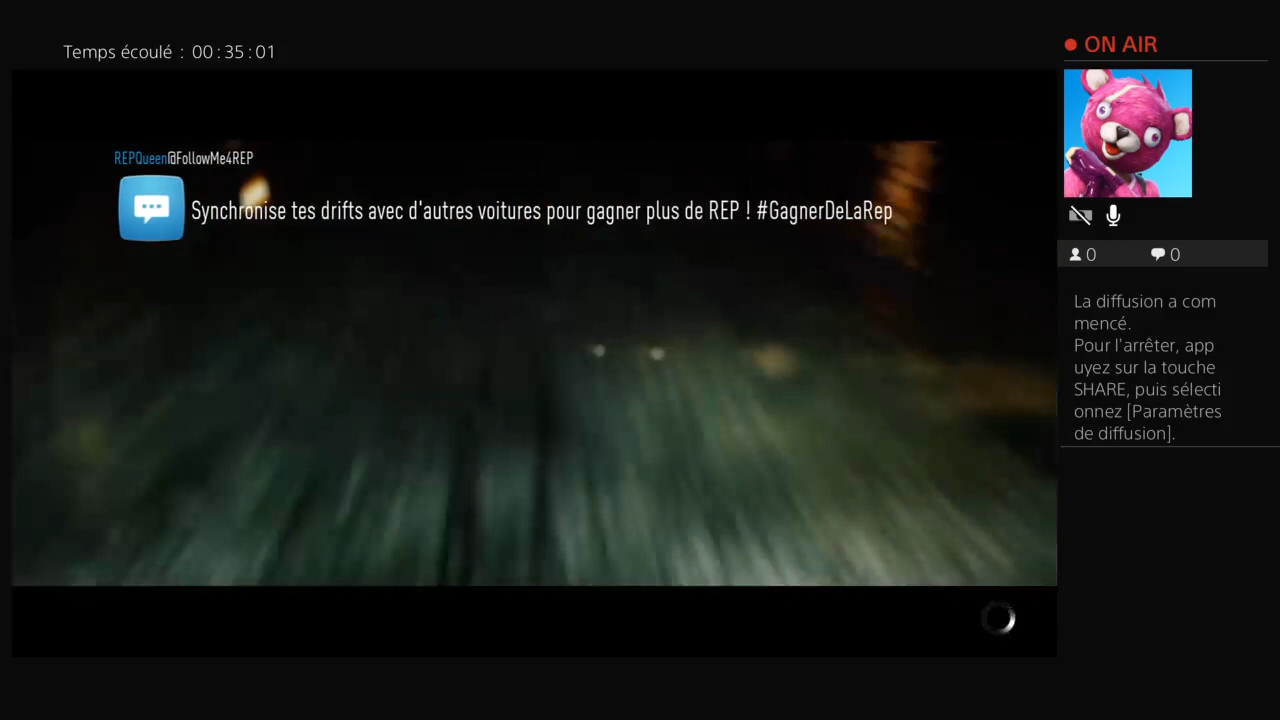 Temps écoulé : 00:35:01
ON AIR
REPQueen@FollowMe4REP
Synchronise tes drifts avec d'autres voitures pour gagner plus de REP ! #GagnerDeLaRep
0 0
La diffusion a com
mencé.
Pour l'arrêter, app
uyez sur la touche
SHARE, puis sélecti
onnez [Paramètres
de diffusion].